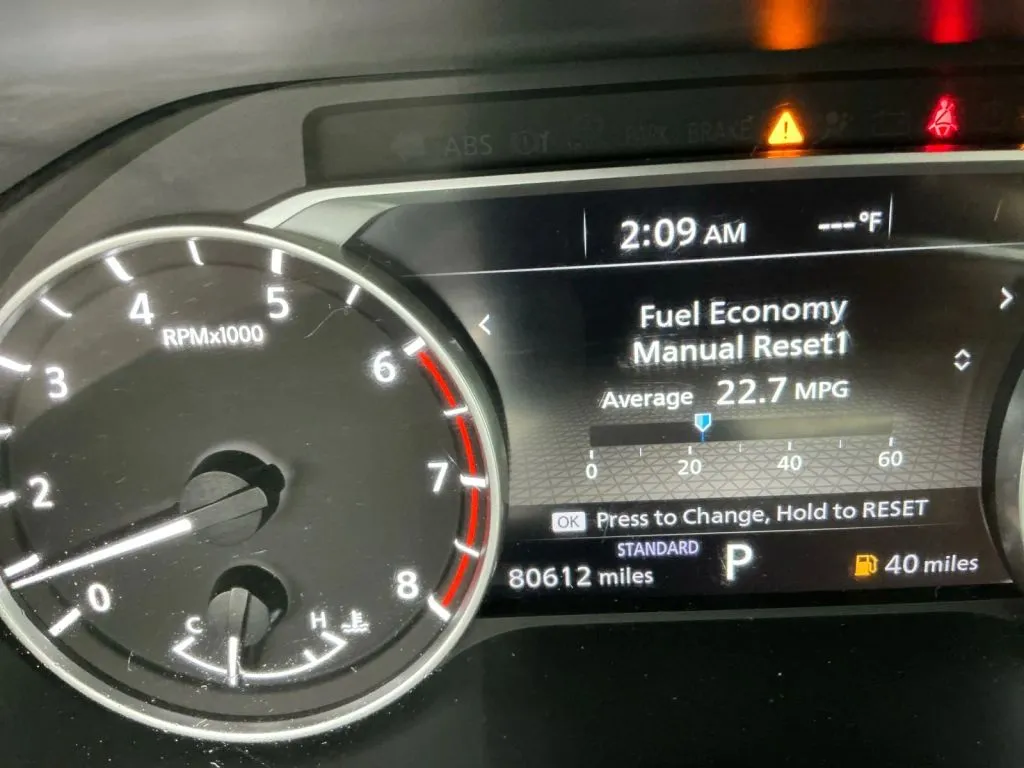 ABS
BRAKE
2:09 AM
---°F
Fuel Economy
Manual Reset1
Average 22.7 MPG
0 20 40 60
OK Press to Change, Hold to RESET
STANDARD
80612 miles
P
40 miles
4 5
RPMx1000
3 6
2 7
0 8
C H